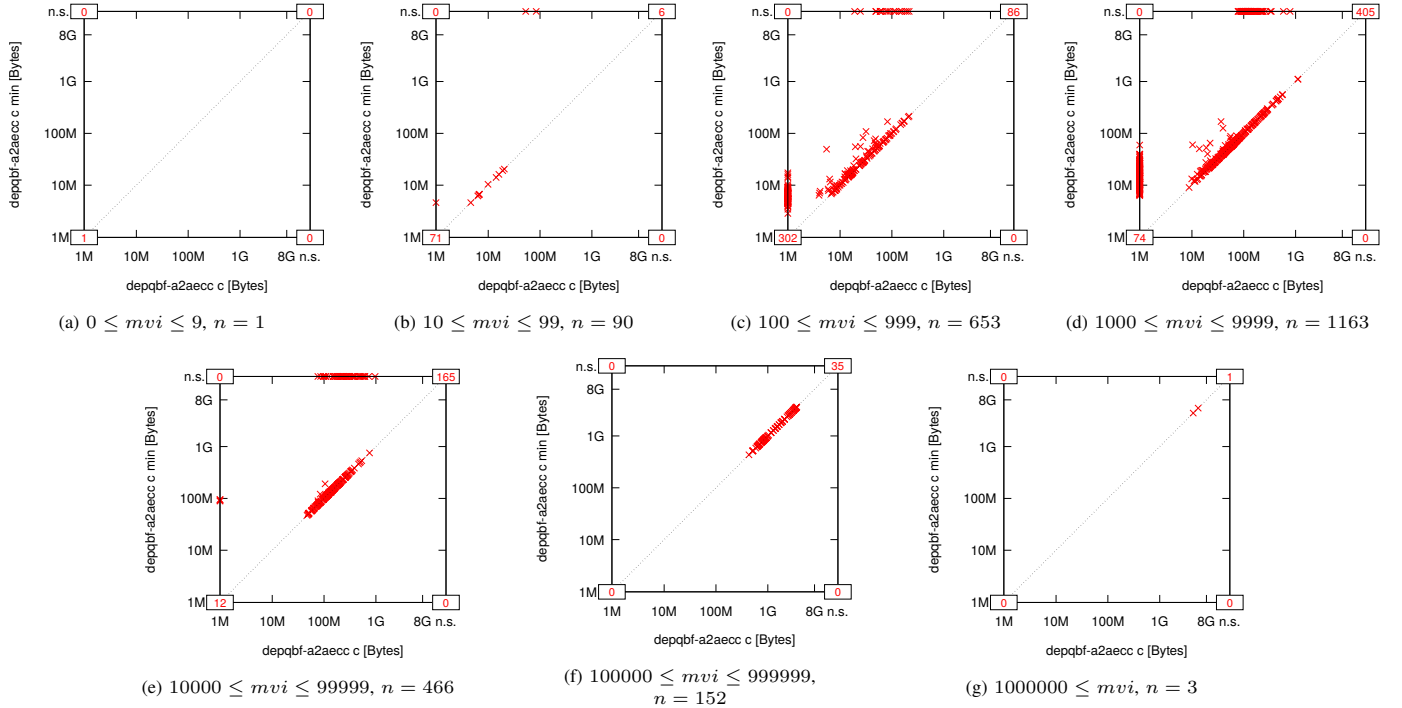 n.s.
0
0
8G
1G
100M
10M
1M
1
0
1M
10M
100M
1G
8G n.s.
depqbf-a2aecc c min [Bytes]
depqbf-a2aecc c [Bytes]
(a) 0 ≤ mvi ≤ 9, n = 1
n.s.
0
6
8G
1G
100M
10M
1M
71
0
1M
10M
100M
1G
8G n.s.
depqbf-a2aecc c min [Bytes]
depqbf-a2aecc c [Bytes]
(b) 10 ≤ mvi ≤ 99, n = 90
n.s.
0
86
8G
1G
100M
10M
1M
302
0
1M
10M
100M
1G
8G n.s.
depqbf-a2aecc c min [Bytes]
depqbf-a2aecc c [Bytes]
(c) 100 ≤ mvi ≤ 999, n = 653
n.s.
0
405
8G
1G
100M
10M
1M
74
0
1M
10M
100M
1G
8G n.s.
depqbf-a2aecc c min [Bytes]
depqbf-a2aecc c [Bytes]
(d) 1000 ≤ mvi ≤ 9999, n = 1163
n.s.
0
165
8G
1G
100M
10M
1M
12
0
1M
10M
100M
1G
8G n.s.
depqbf-a2aecc c min [Bytes]
depqbf-a2aecc c [Bytes]
(e) 10000 ≤ mvi ≤ 99999, n = 466
n.s.
0
35
8G
1G
100M
10M
1M
0
0
1M
10M
100M
1G
8G n.s.
depqbf-a2aecc c min [Bytes]
depqbf-a2aecc c [Bytes]
(f) 100000 ≤ mvi ≤ 999999,
n = 152
n.s.
0
1
8G
1G
100M
10M
1M
0
0
1M
10M
100M
1G
8G n.s.
depqbf-a2aecc c min [Bytes]
depqbf-a2aecc c [Bytes]
(g) 1000000 ≤ mvi, n = 3